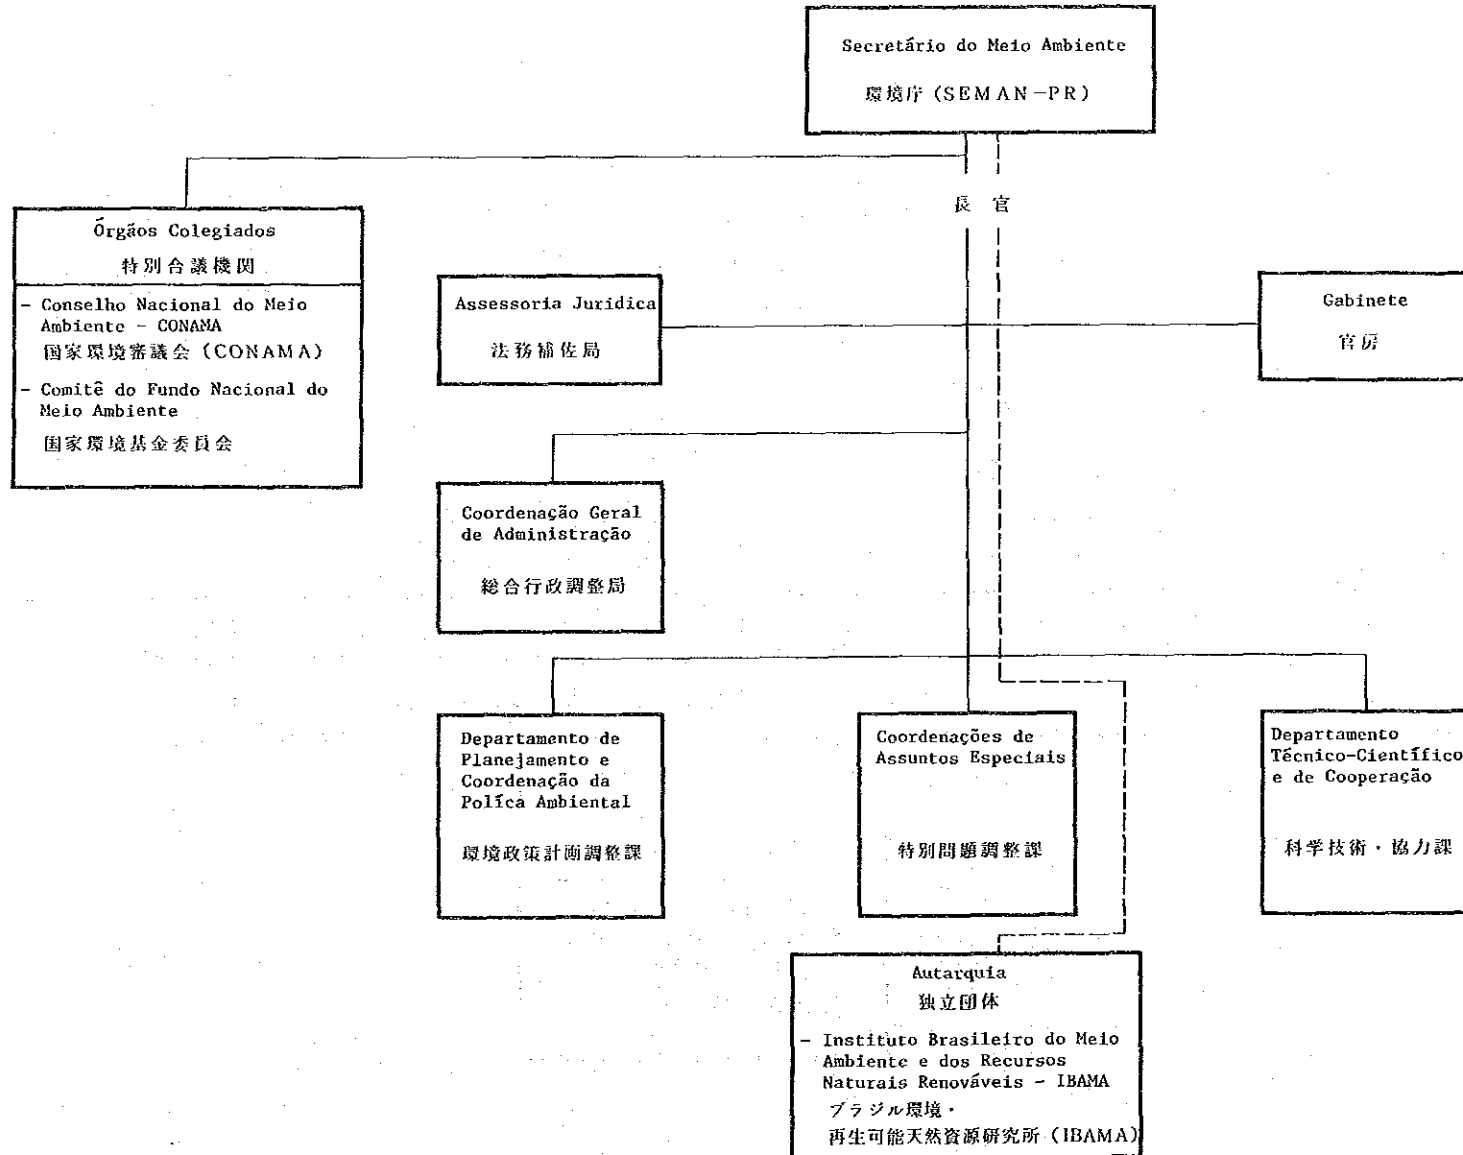 Secretário do Meio Ambiente
環境庁 (SEMAN-PR)
長官
Órgãos Colegiados
特別合議機関
- Conselho Nacional do Meio
Ambiente - CONAMA
国家環境審議会 (CONAMA)
- Comitê do Fundo Nacional do
Meio Ambiente
国家環境基金委員会
Assessoria Jurídica
法務補佐局
Gabinete
官房
Coordenação Geral
de Administração
総合行政調整局
Departamento de
Planejamento e
Coordenação da
Políca Ambiental
環境政策計画調整課
Coordenações de
Assuntos Especiais
特別問題調整課
Departamento
Técnico-Científico
e de Cooperação
科学技術・協力課
Autarquia
独立団体
- Instituto Brasileiro do Meio
Ambiente e dos Recursos
Naturais Renováveis - IBAMA
ブラジル環境・
再生可能天然資源研究所 (IBAMA)